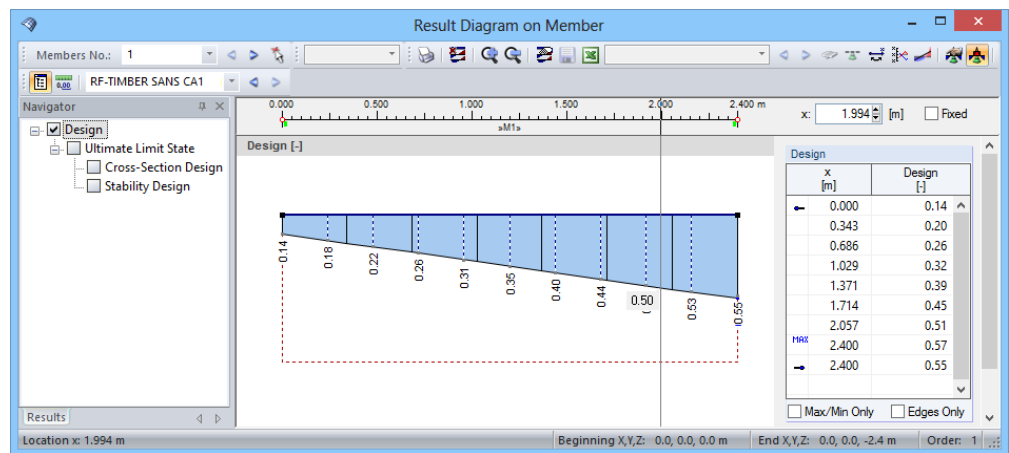 Result Diagram on Member
Members No.: 1
0.00 RF-TIMBER SANS CA1
Navigator
Design
Ultimate Limit State
Cross-Section Design
Stability Design
Results
0.000 0.500 1.000 1.500 2.000 2.400 m
»M1»
Design [-]
0.14 0.18 0.22 0.26 0.31 0.35 0.40 0.44 0.50 0.53 0.55
x: 1.994 [m] Fixed
Design
x Design
[m] [-]
0.000 0.14
0.343 0.20
0.686 0.26
1.029 0.32
1.371 0.39
1.714 0.45
2.057 0.51
MAX 2.400 0.57
2.400 0.55
Max/Min Only Edges Only
Location x: 1.994 m Beginning X,Y,Z: 0.0, 0.0, 0.0 m End X,Y,Z: 0.0, 0.0, -2.4 m Order: 1